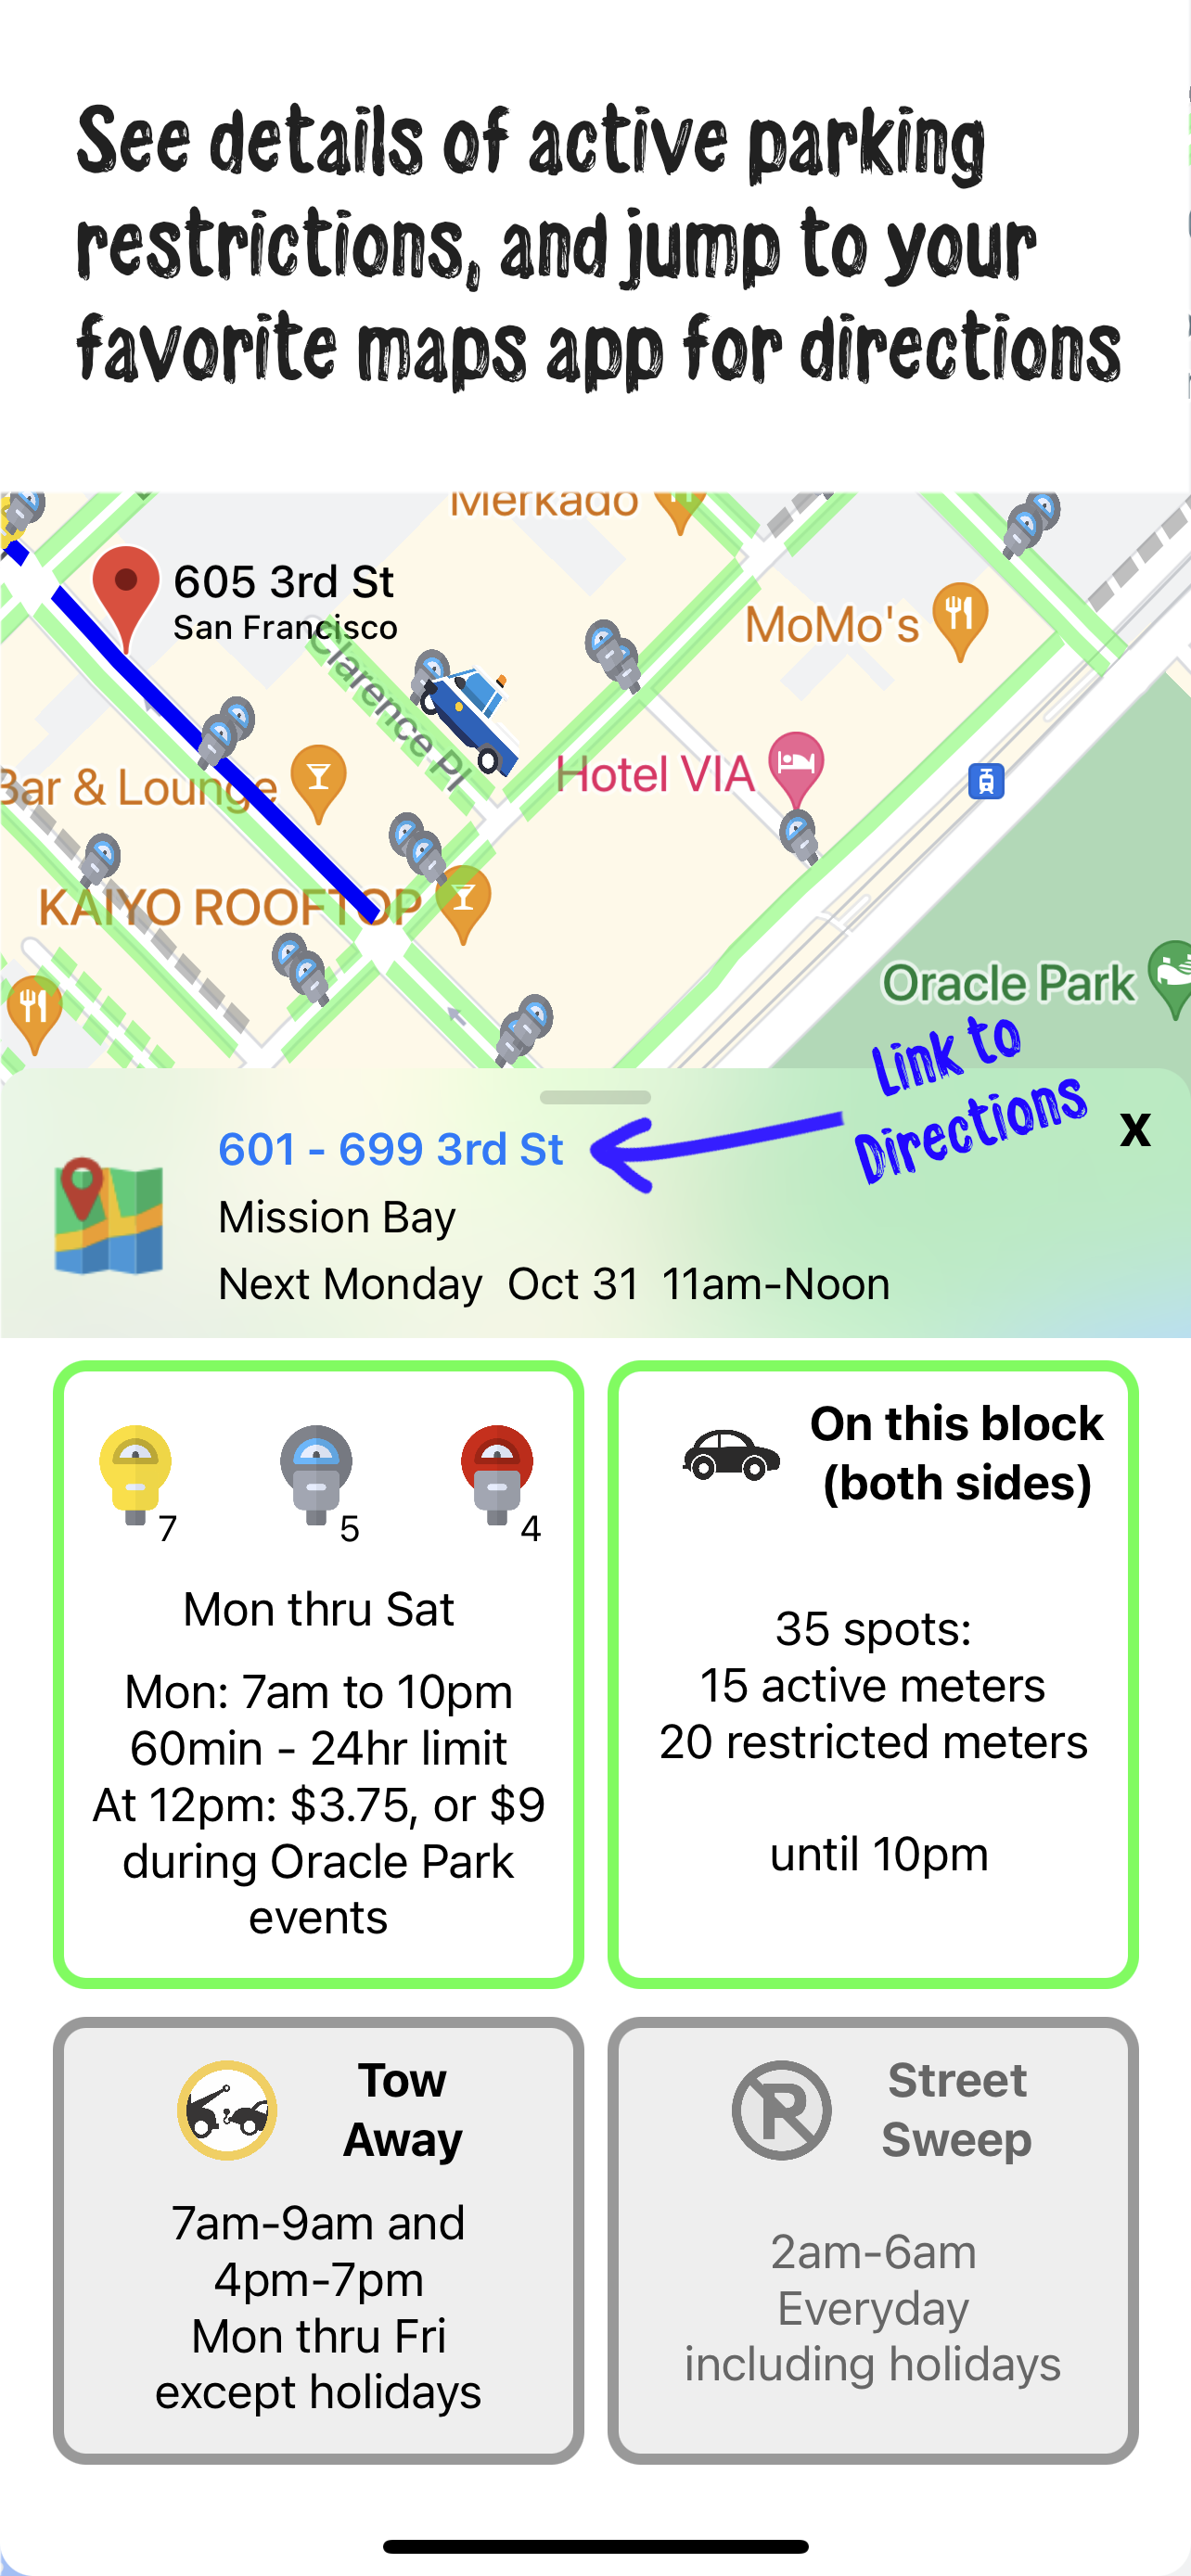 See details of active parking
restrictions, and jump to your
favorite maps app for directions
Merkado
605 3rd St
San Francisco
MoMo's
Clarence Pl
Hotel VIA
Bar & Lounge
KAIYO ROOFTOP
Oracle Park
Link to
Directions
601 - 699 3rd St
X
Mission Bay
Next Monday Oct 31 11am-Noon
7
5
4
Mon thru Sat
Mon: 7am to 10pm
60min - 24hr limit
At 12pm: $3.75, or $9
during Oracle Park
events
On this block
(both sides)
35 spots:
15 active meters
20 restricted meters
until 10pm
Tow
Away
7am-9am and
4pm-7pm
Mon thru Fri
except holidays
Street
Sweep
2am-6am
Everyday
including holidays